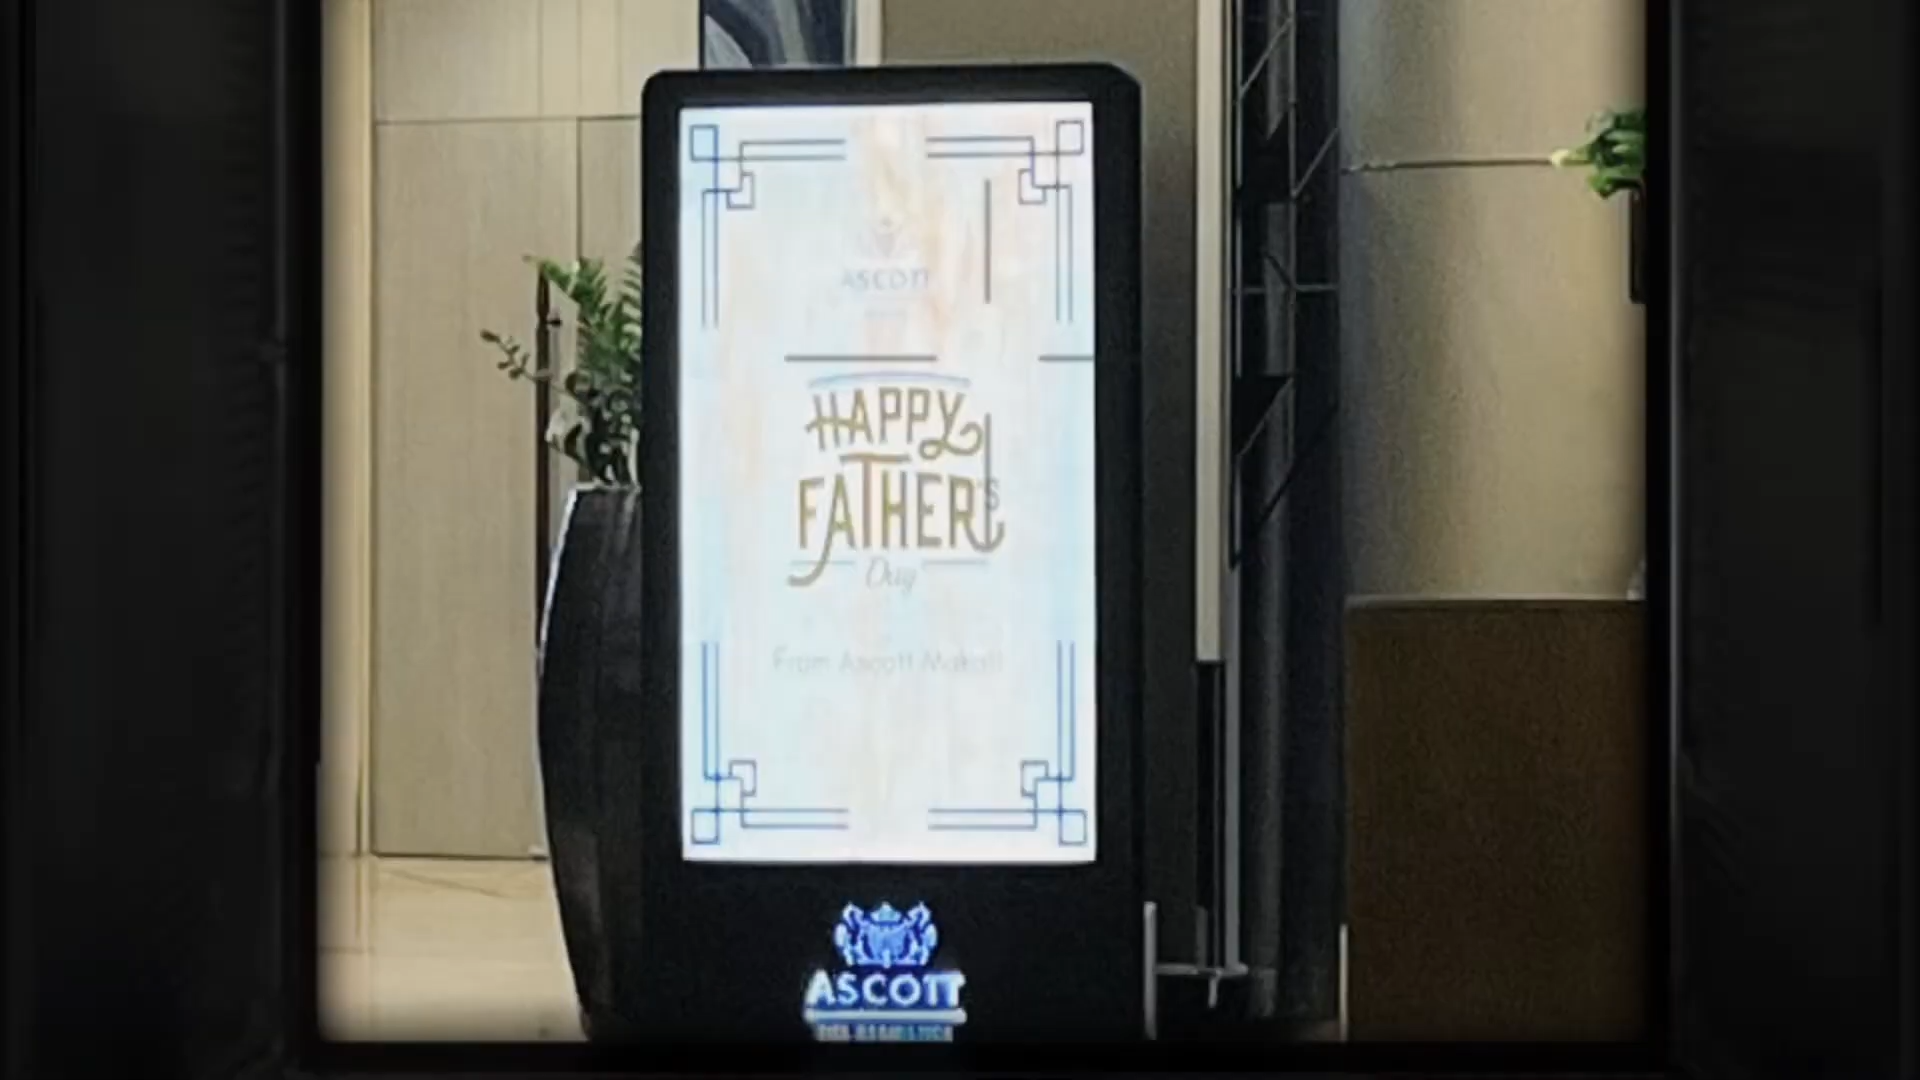 ASCOTT
HAPPY
FATHER'S
Day
From Ascott Makati
ASCOTT